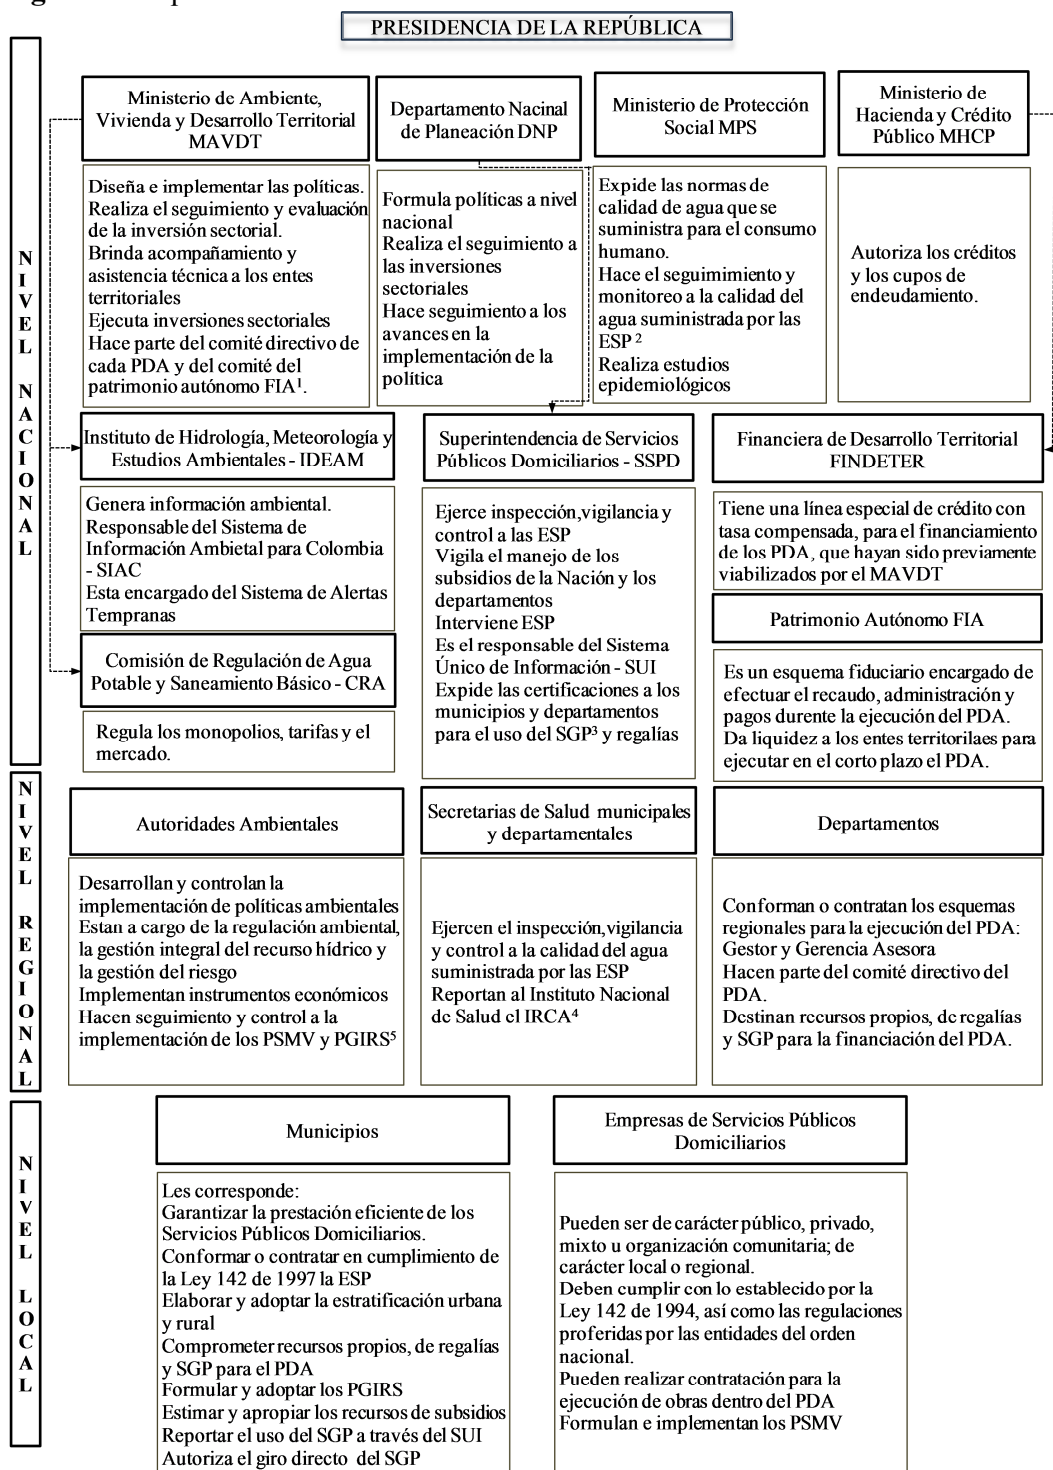 PRESIDENCIA DE LA REPÚBLICA
NIVEL NACIONAL
Ministerio de Ambiente,
Vivienda y Desarrollo Territorial
MAVDT
Departamento Nacinal
de Planeación DNP
Ministerio de Protección
Social MPS
Ministerio de
Hacienda y Crédito
Público MHCP
Diseña e implementar las políticas.
Realiza el seguimiento y evaluación
de la inversión sectorial.
Brinda acompañamiento y
asistencia técnica a los entes
territoriales
Ejecuta inversiones sectoriales
Hace parte del comité directivo de
cada PDA y del comité del
patrimonio autónomo FIA¹.
Formula políticas a nivel
nacional
Realiza el seguimiento a
las inversiones
sectoriales
Hace seguimiento a los
avances en la
implementación de la
política
Expide las normas de
calidad de agua que se
suministra para el consumo
humano.
Hace el seguimimiento y
monitoreo a la calidad del
agua suministrada por las
ESP ²
Realiza estudios
epidemiológicos
Autoriza los créditos
y los cupos de
endeudamiento.
Instituto de Hidrología, Meteorología y
Estudios Ambientales - IDEAM
Superintendencia de Servicios
Públicos Domiciliarios - SSPD
Financiera de Desarrollo Territorial
FINDETER
Genera información ambiental.
Responsable del Sistema de
Información Ambietal para Colombia
- SIAC
Esta encargado del Sistema de Alertas
Tempranas
Ejerce inspección,vigilancia y
control a las ESP
Vigila el manejo de los
subsidios de la Nación y los
departamentos
Interviene ESP
Es el responsable del Sistema
Único de Información - SUI
Expide las certificaciones a los
municipios y departamentos
para el uso del SGP³ y regalías
Tiene una línea especial de crédito con
tasa compensada, para el financiamiento
de los PDA, que hayan sido previamente
viabilizados por el MAVDT
Patrimonio Autónomo FIA
Comisión de Regulación de Agua
Potable y Saneamiento Básico - CRA
Es un esquema fiduciario encargado de
efectuar el recaudo, administración y
pagos durente la ejecución del PDA.
Da liquidez a los entes territorilaes para
ejecutar en el corto plazo el PDA.
Regula los monopolios, tarifas y el
mercado.
NIVEL REGIONAL
Autoridades Ambientales
Secretarias de Salud municipales
y departamentales
Departamentos
Desarrollan y controlan la
implementación de políticas ambientales
Estan a cargo de la regulación ambiental,
la gestión integral del recurso hídrico y
la gestión del riesgo
Implementan instrumentos económicos
Hacen seguimiento y control a la
implementación de los PSMV y PGIRS⁵
Ejercen el inspección,vigilancia
y control a la calidad del agua
suministrada por las ESP
Reportan al Instituto Nacional
de Salud el IRCA⁴
Conforman o contratan los esquemas
regionales para la ejecución del PDA:
Gestor y Gerencia Asesora
Hacen parte del comité directivo del
PDA.
Destinan recursos propios, de regalías
y SGP para la financiación del PDA.
NIVEL LOCAL
Municipios
Empresas de Servicios Públicos
Domiciliarios
Les corresponde:
Garantizar la prestación eficiente de los
Servicios Públicos Domiciliarios.
Conformar o contratar en cumplimiento de
la Ley 142 de 1997 la ESP
Elaborar y adoptar la estratificación urbana
y rural
Comprometer recursos propios, de regalías
y SGP para el PDA
Formular y adoptar los PGIRS
Estimar y apropiar los recursos de subsidios
Reportar el uso del SGP a través del SUI
Autoriza el giro directo del SGP
Pueden ser de carácter público, privado,
mixto u organización comunitaria; de
carácter local o regional.
Deben cumplir con lo establecido por la
Ley 142 de 1994, así como las regulaciones
proferidas por las entidades del orden
nacional.
Pueden realizar contratación para la
ejecución de obras dentro del PDA
Formulan e implementan los PSMV